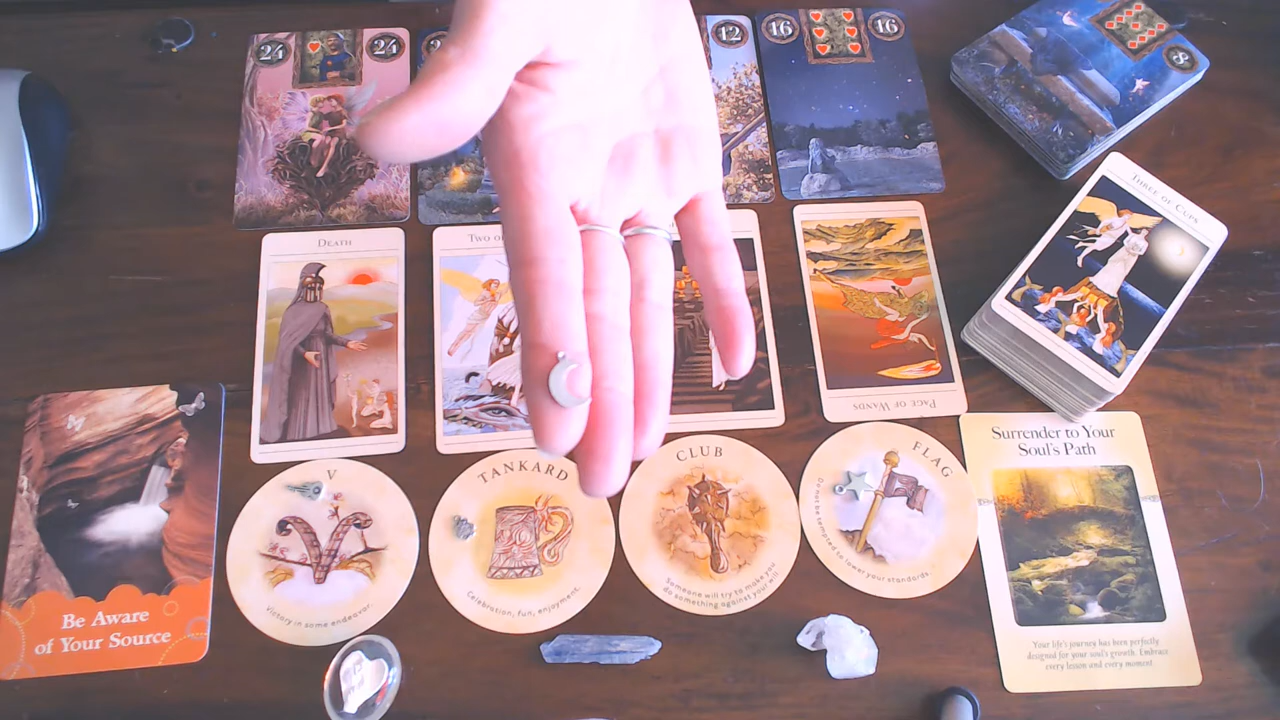 24
24
12
16
16
8
THREE OF CUPS
DEATH
TWO O
PAGE OF WANDS
Be Aware
of Your Source
V
Victory in some endeavor.
TANKARD
Celebration, fun, enjoyment.
CLUB
Someone will try to make you
do something against your will
FLAG
Do not be tempted to lower your standards.
Surrender to Your
Soul's Path
Your life's journey has been perfectly
designed for your soul's growth. Embrace
every lesson and every moment.